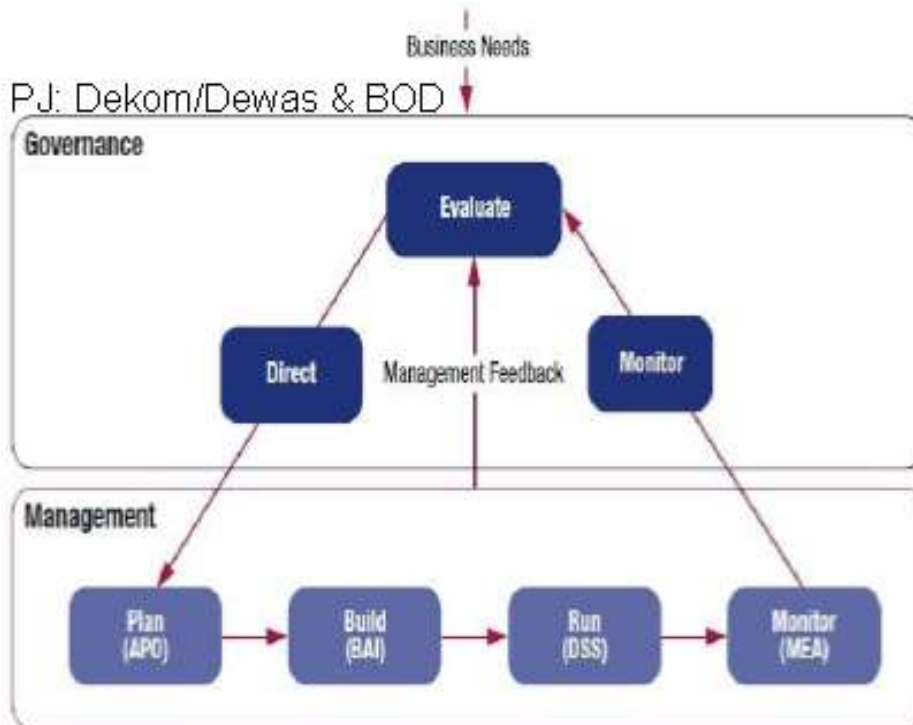 Business Needs
PJ: Dekom/Dewas & BOD
Governance
Evaluate
Direct
Management Feedback
Monitor
Management
Plan
(APO)
Build
(BAI)
Run
(DSS)
Monitor
(MEA)